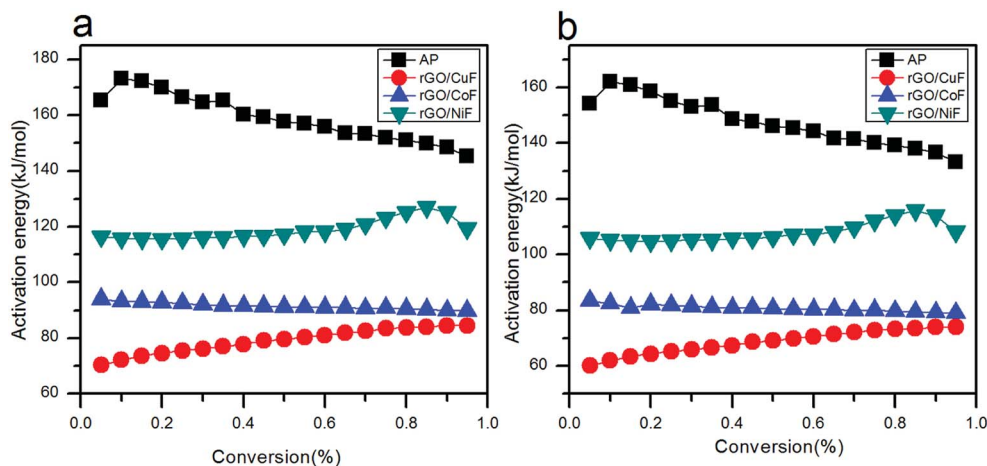 a
AP
rGO/CuF
rGO/CoF
rGO/NiF
180
160
140
120
100
80
60
Activation energy(kJ/mol)
0.0 0.2 0.4 0.6 0.8 1.0
Conversion(%)
b
AP
rGO/CuF
rGO/CoF
rGO/NiF
160
140
120
100
80
60
Activation energy(kJ/mol)
0.0 0.2 0.4 0.6 0.8 1.0
Conversion(%)